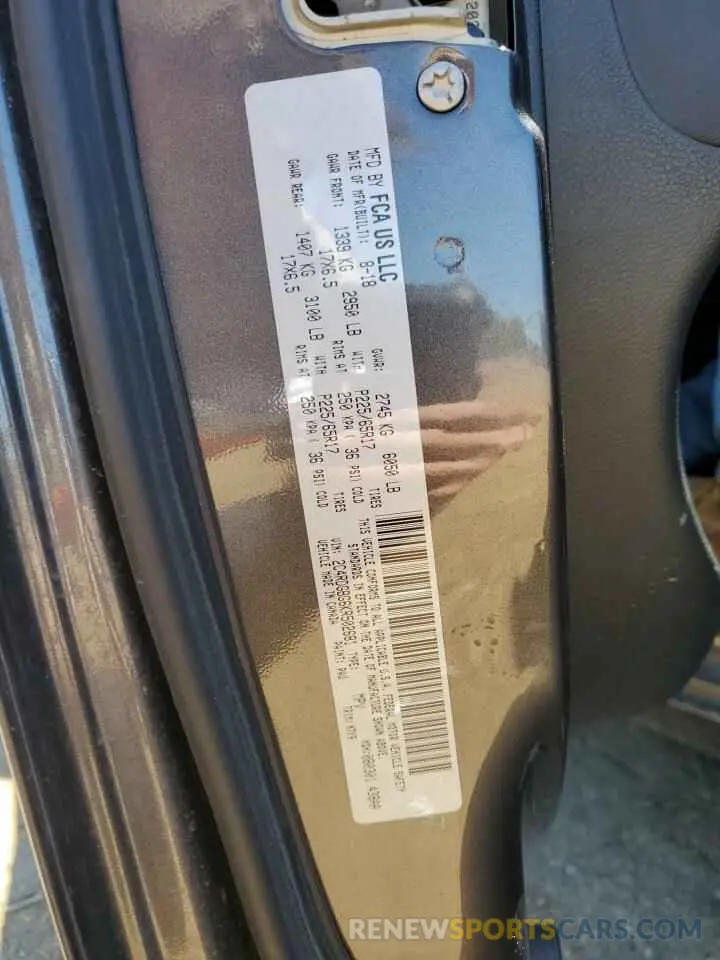 MFD BY FCA US LLC
DATE OF MFR(BUILT): 8-18 GVWR: 2745 KG 6050 LB
GAWR FRONT: 1339 KG 2950 LB WITH P225/65R17 TIRES
17X6.5 RIMS AT 250 KPA ( 36 PSI) COLD
GAWR REAR: 1407 KG 3100 LB WITH P225/65R17 TIRES
17X6.5 RIMS AT 250 KPA ( 36 PSI) COLD
THIS VEHICLE CONFORMS TO ALL APPLICABLE U.S.A. FEDERAL MOTOR VEHICLE SAFETY
STANDARDS IN EFFECT ON THE DATE OF MANUFACTURE SHOWN ABOVE.
VIN: 2C4RDGBG6KR502691 TYPE: MPV
VEHICLE MADE IN CANADA PAINT: PAU
RENEWSPORTSCARS.COM